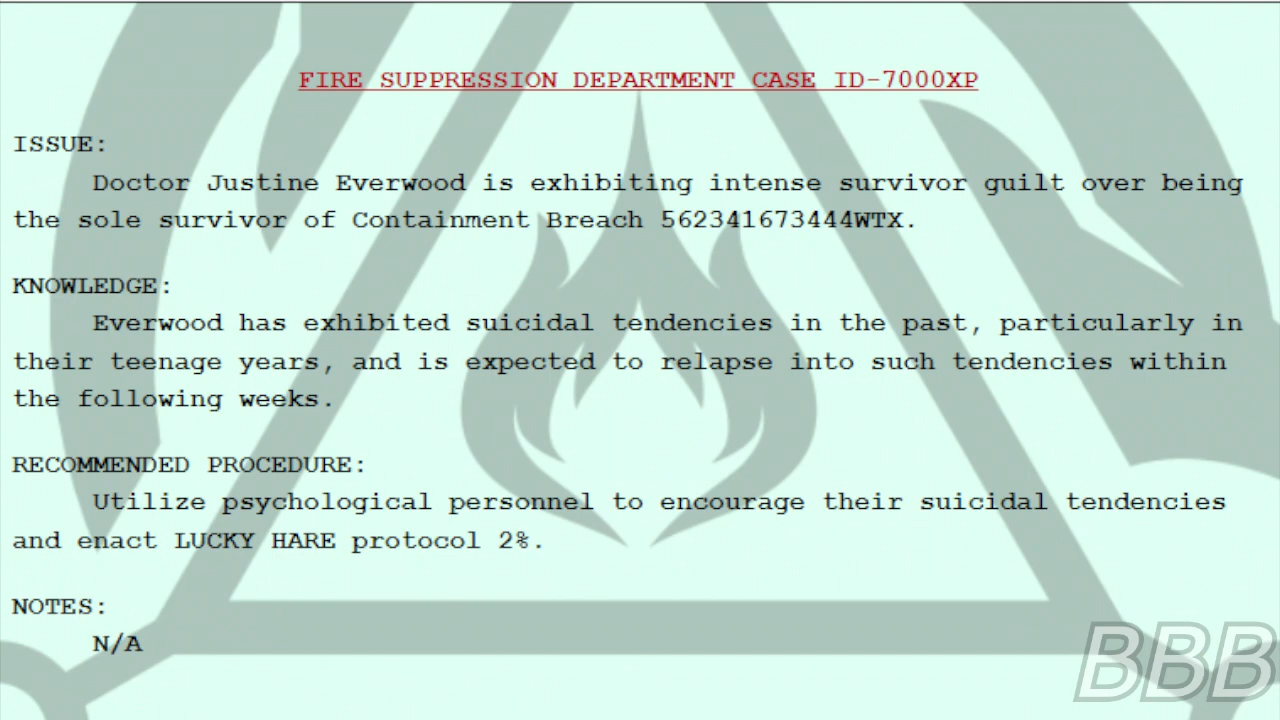 FIRE SUPPRESSION DEPARTMENT CASE ID-7000XP
ISSUE:
Doctor Justine Everwood is exhibiting intense survivor guilt over being
the sole survivor of Containment Breach 562341673444WTX.
KNOWLEDGE:
Everwood has exhibited suicidal tendencies in the past, particularly in
their teenage years, and is expected to relapse into such tendencies within
the following weeks.
RECOMMENDED PROCEDURE:
Utilize psychological personnel to encourage their suicidal tendencies
and enact LUCKY HARE protocol 2%.
NOTES:
N/A
BBB